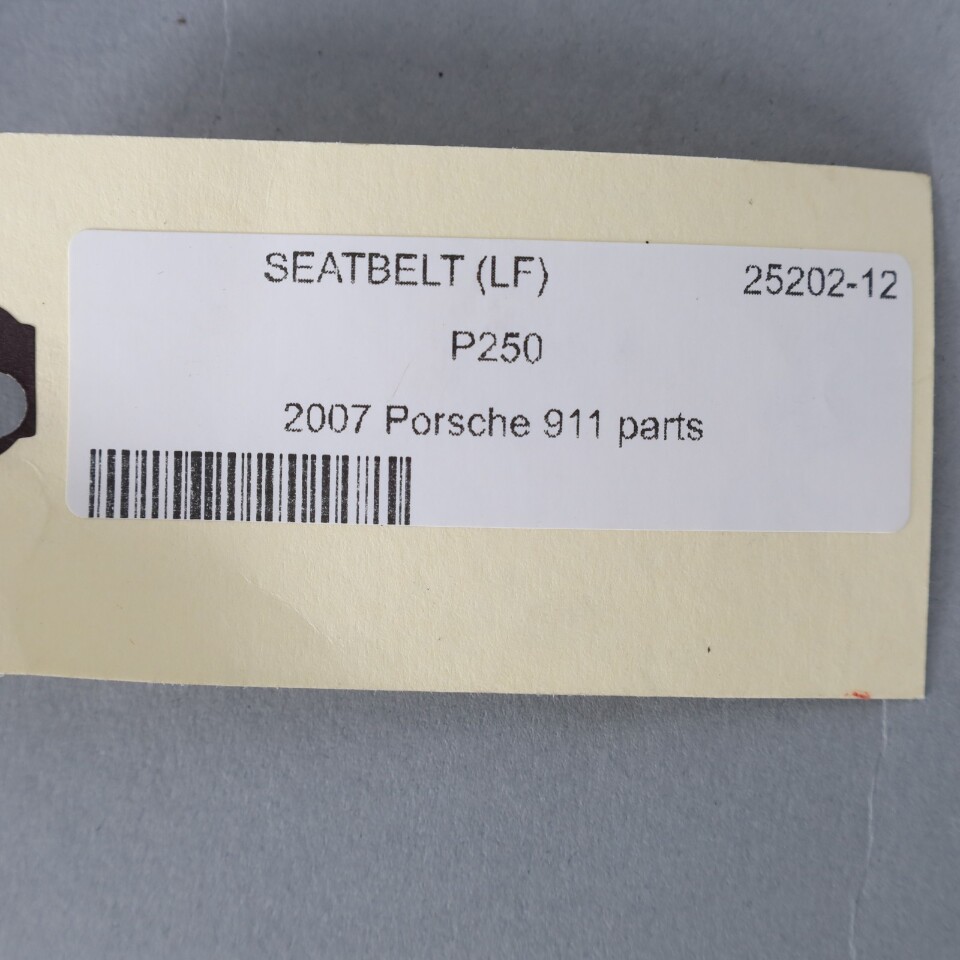 SEATBELT (LF) 25202-12
P250
2007 Porsche 911 parts